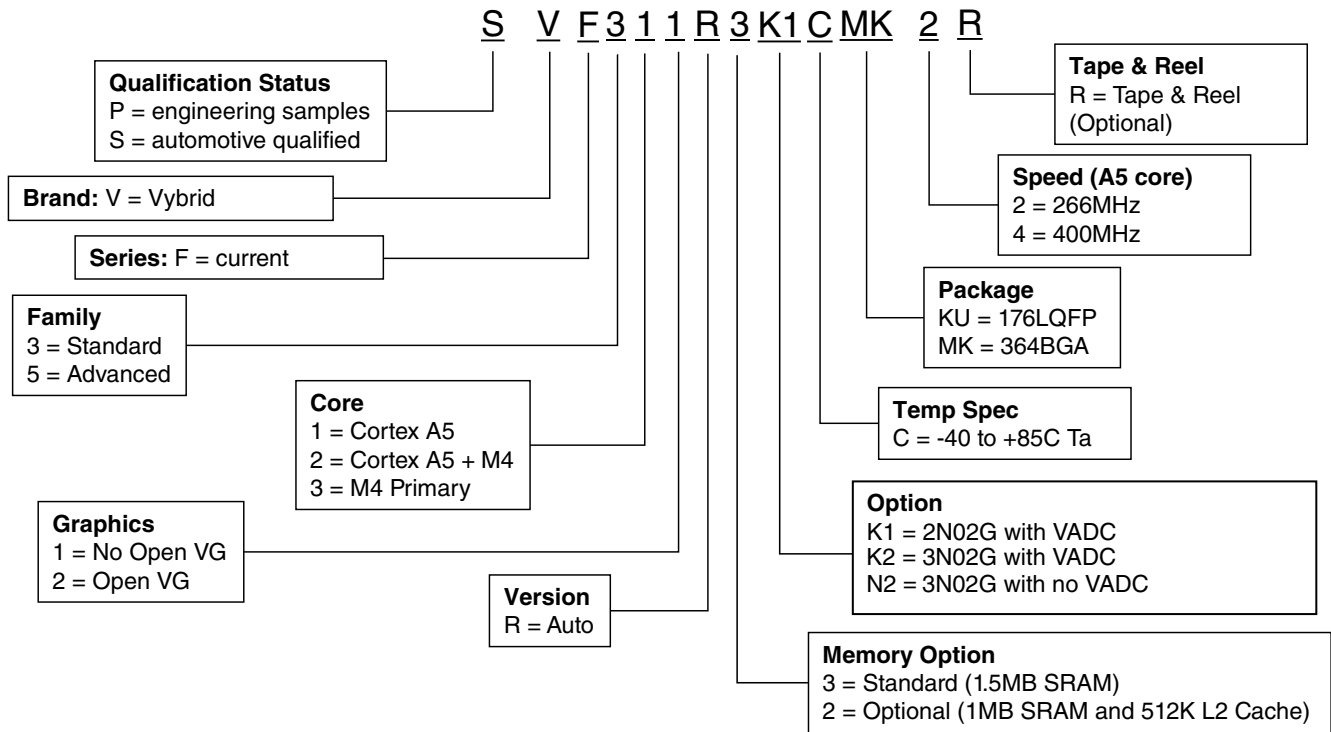 S V F 3 1 1 R 3 K1 C MK 2 R
Qualification Status
P = engineering samples
S = automotive qualified
Tape & Reel
R = Tape & Reel
(Optional)
Brand: V = Vybrid
Speed (A5 core)
2 = 266MHz
4 = 400MHz
Series: F = current
Package
KU = 176LQFP
MK = 364BGA
Family
3 = Standard
5 = Advanced
Core
1 = Cortex A5
2 = Cortex A5 + M4
3 = M4 Primary
Temp Spec
C = -40 to +85C Ta
Graphics
1 = No Open VG
2 = Open VG
Option
K1 = 2N02G with VADC
K2 = 3N02G with VADC
N2 = 3N02G with no VADC
Version
R = Auto
Memory Option
3 = Standard (1.5MB SRAM)
2 = Optional (1MB SRAM and 512K L2 Cache)